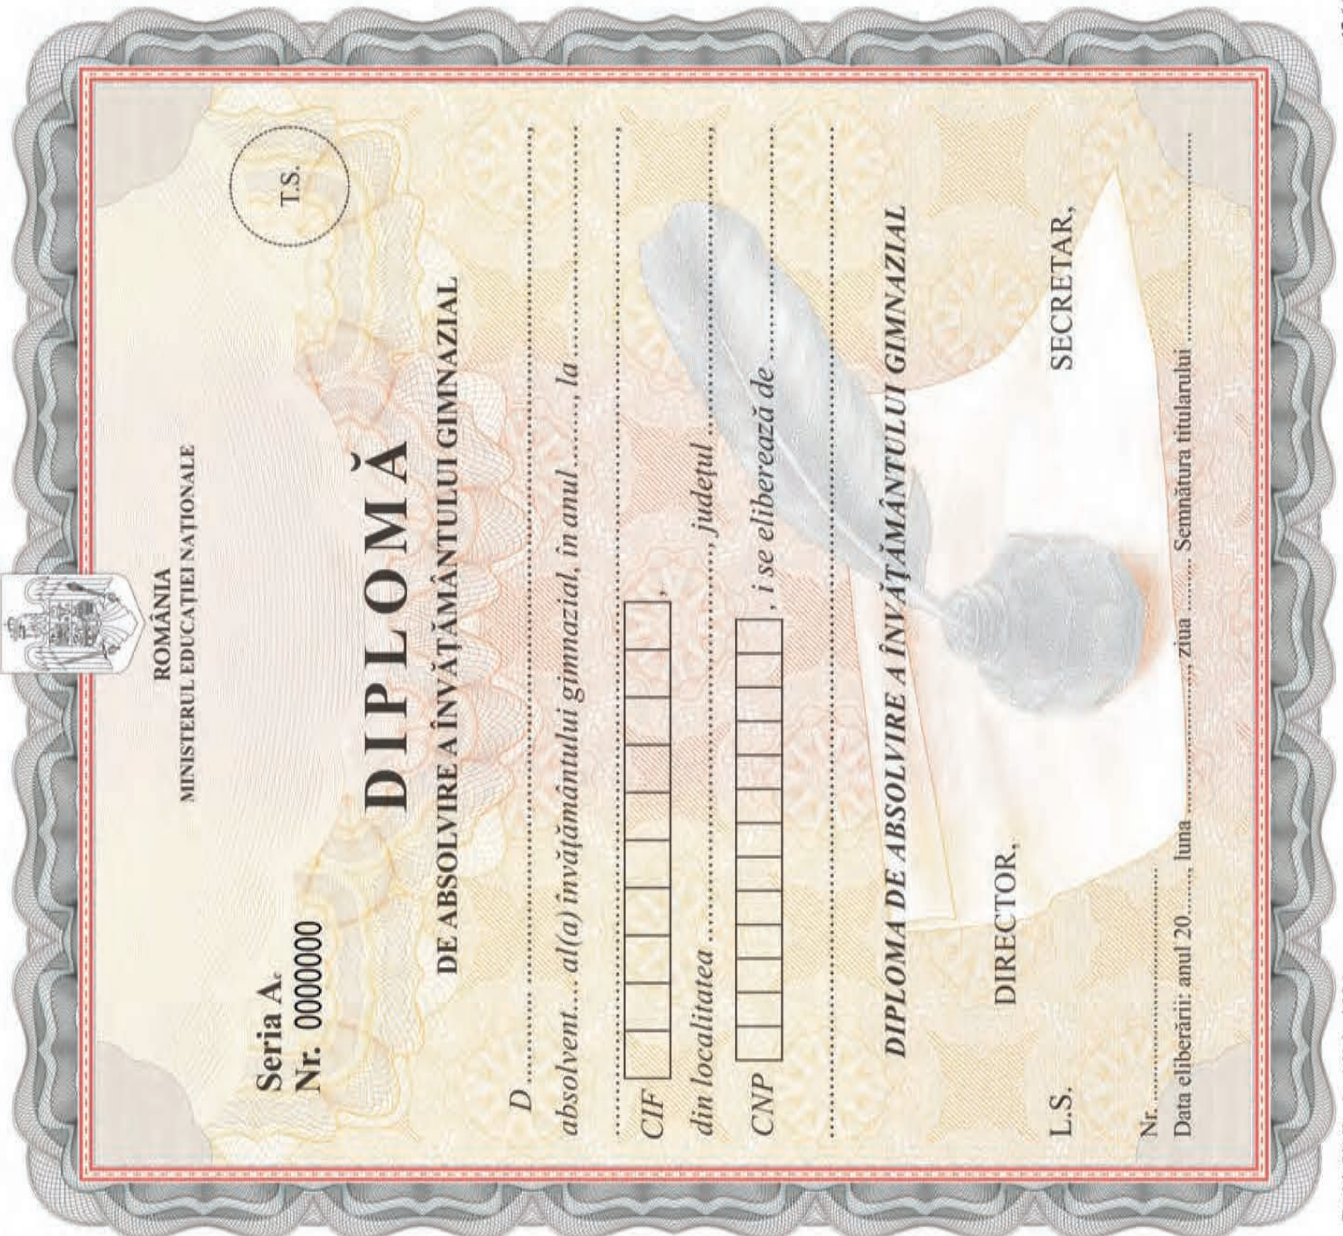 ROMÂNIA
MINISTERUL EDUCAȚIEI NAȚIONALE
T.S.
Seria A.
Nr. 0000000
DIPLOMĂ
DE ABSOLVIRE A ÎNVĂȚĂMÂNTULUI GIMNAZIAL
D ................................................................
absolvent.... al(a) învățământului gimnazial, în anul ........., la ................................
................................................................
CIF ,
din localitatea ................................, județul ................................,
CNP , i se eliberează de ................................
................................................................
DIPLOMA DE ABSOLVIRE A ÎNVĂȚĂMÂNTULUI GIMNAZIAL
DIRECTOR,
SECRETAR,
L.S.
Nr. ................................
Data eliberării: anul 20......, luna ........................, ziua ........ Semnătura titularului ................................